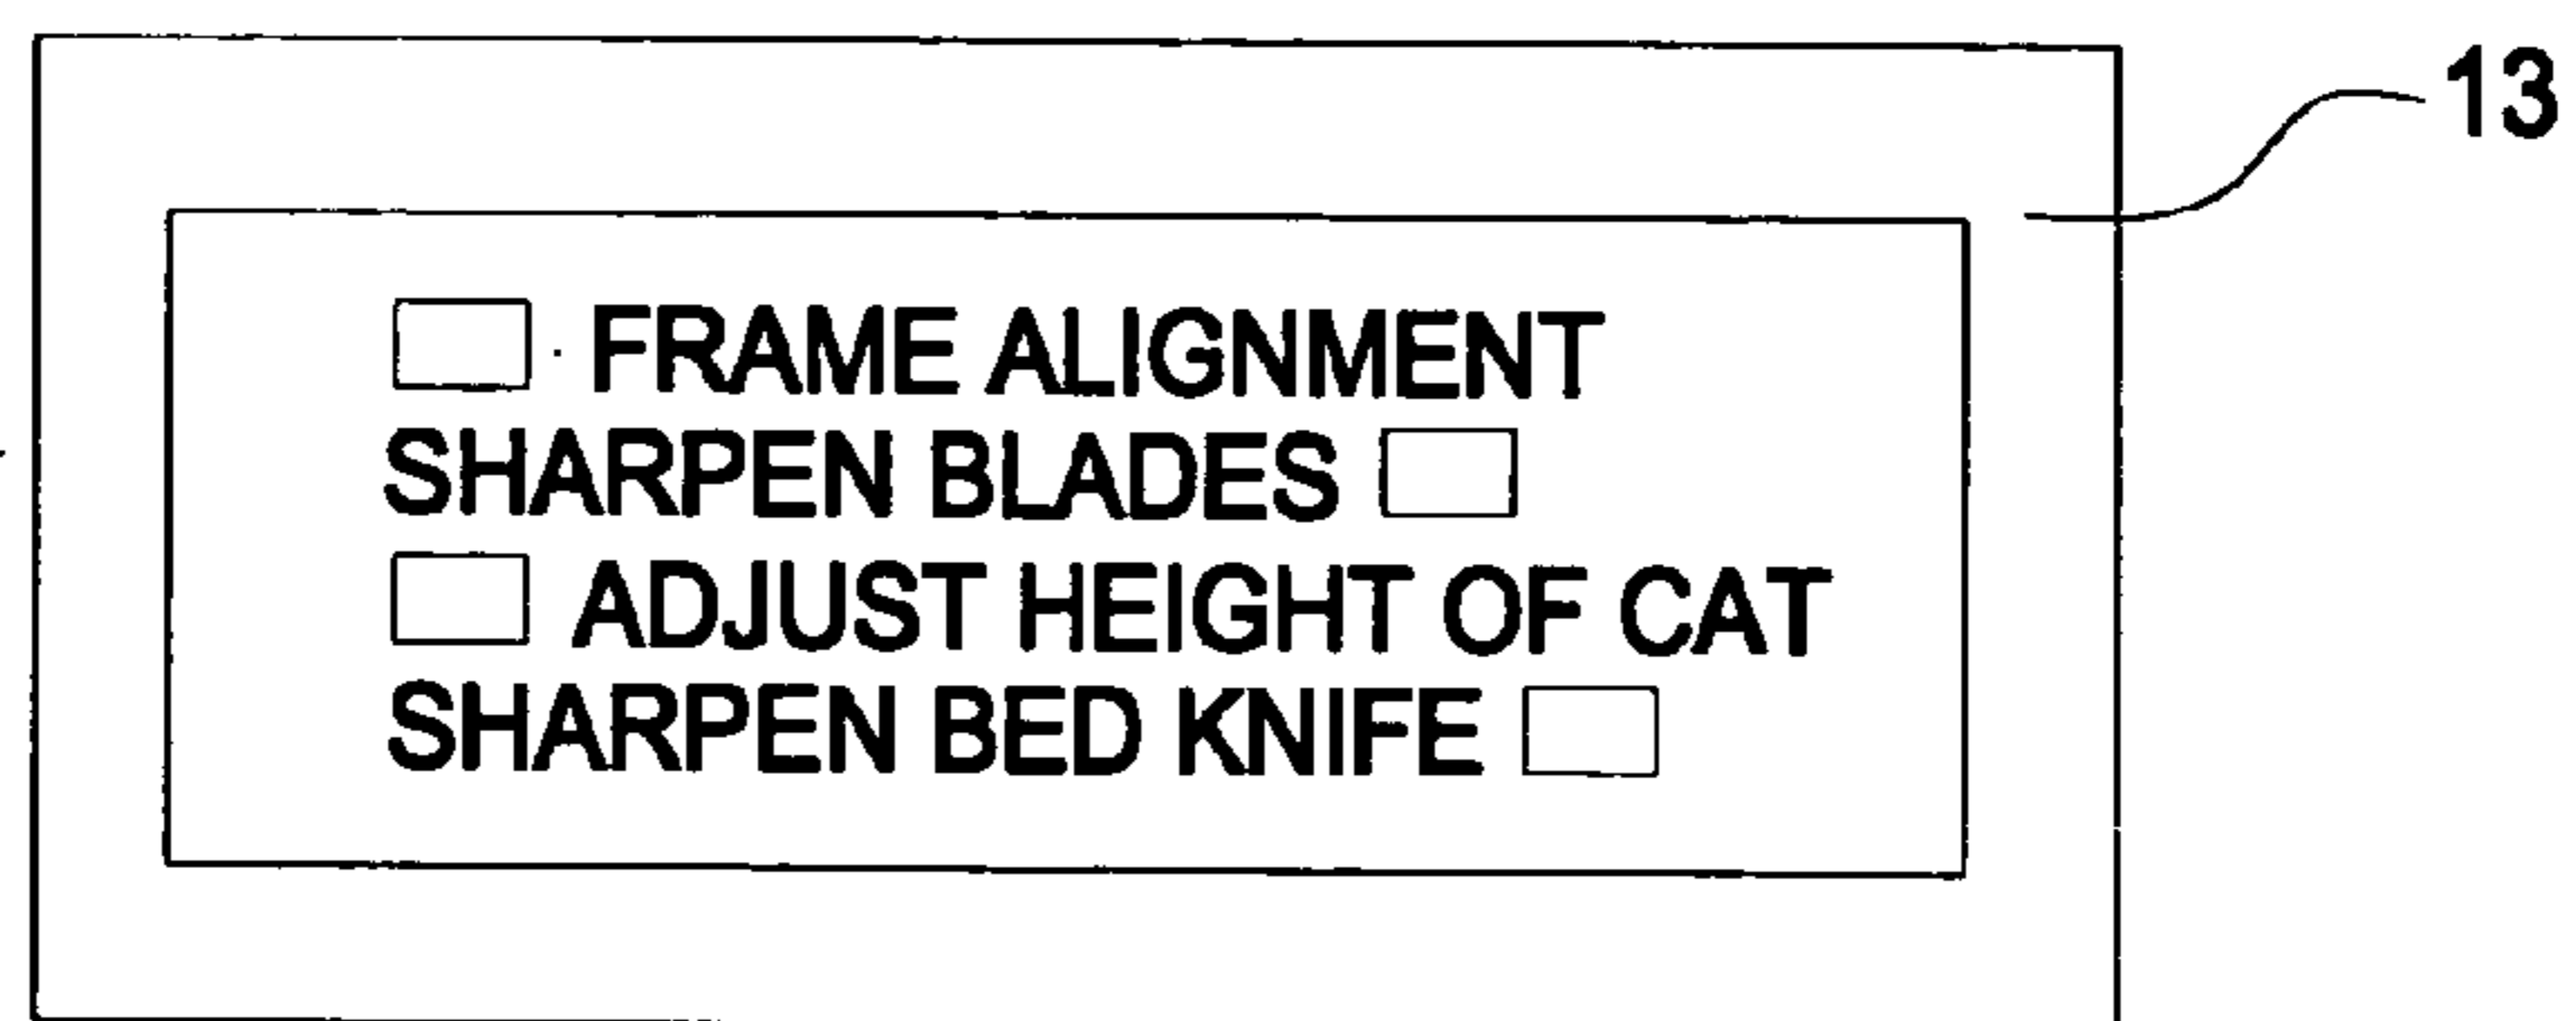 13
FRAME ALIGNMENT
SHARPEN BLADES
ADJUST HEIGHT OF CAT
SHARPEN BED KNIFE